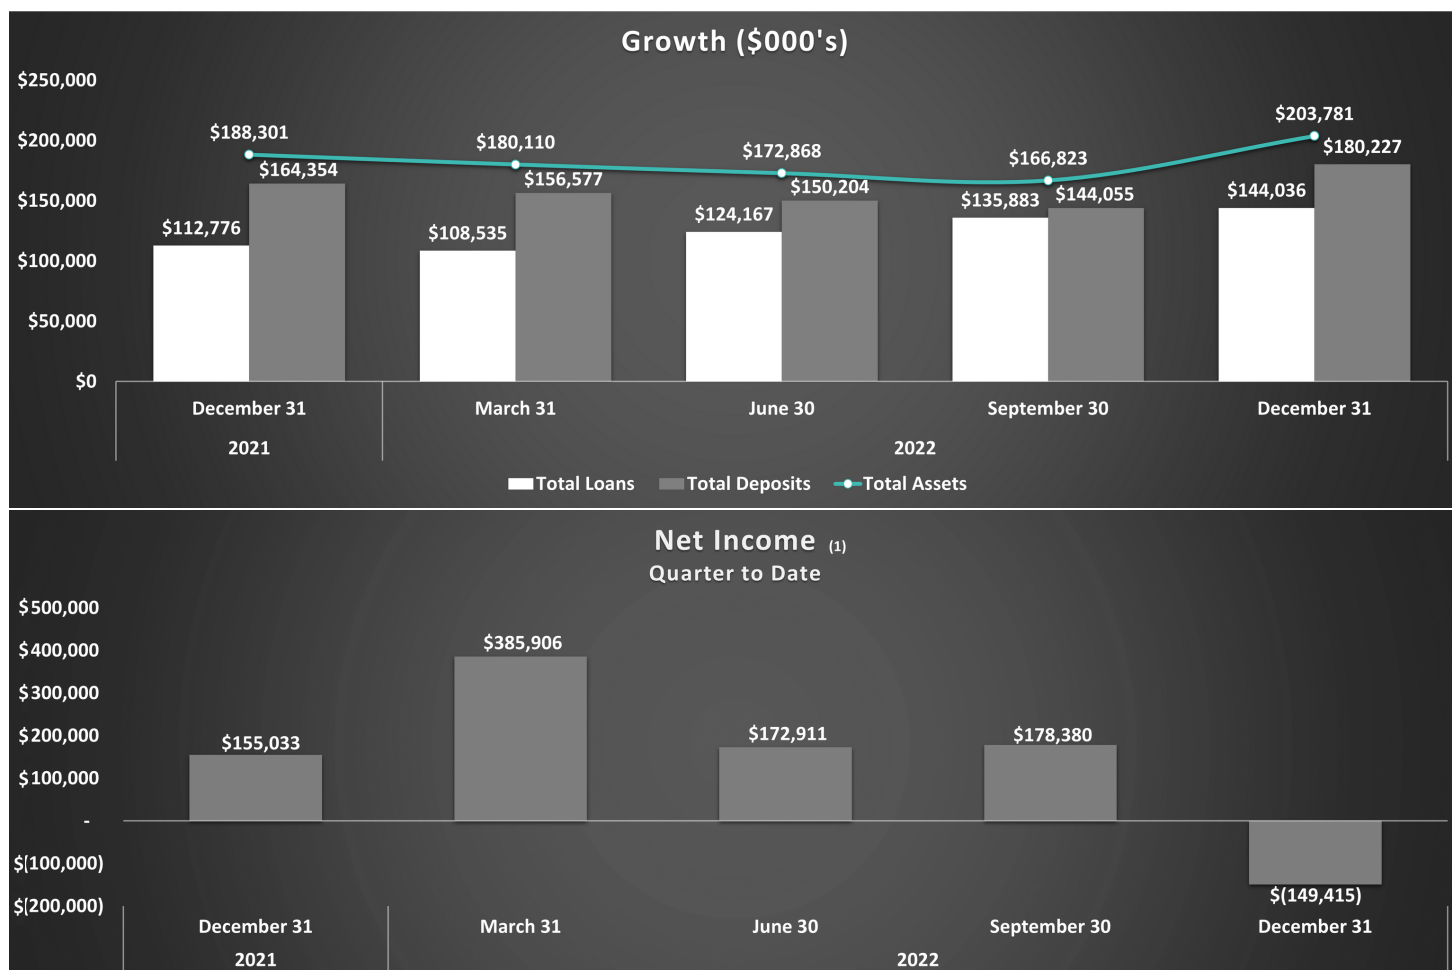 Growth ($000's)
$250,000
$200,000
$150,000
$100,000
$50,000
$0
$188,301
$180,110
$172,868
$166,823
$203,781
$164,354
$156,577
$150,204
$144,055
$180,227
$112,776
$108,535
$124,167
$135,883
$144,036
December 31
March 31
June 30
September 30
December 31
2021
2022
Total Loans
Total Deposits
Total Assets
Net Income (1)
Quarter to Date
$500,000
$400,000
$300,000
$200,000
$100,000
-
$(100,000)
$(200,000)
$155,033
$385,906
$172,911
$178,380
$(149,415)
December 31
March 31
June 30
September 30
December 31
2021
2022